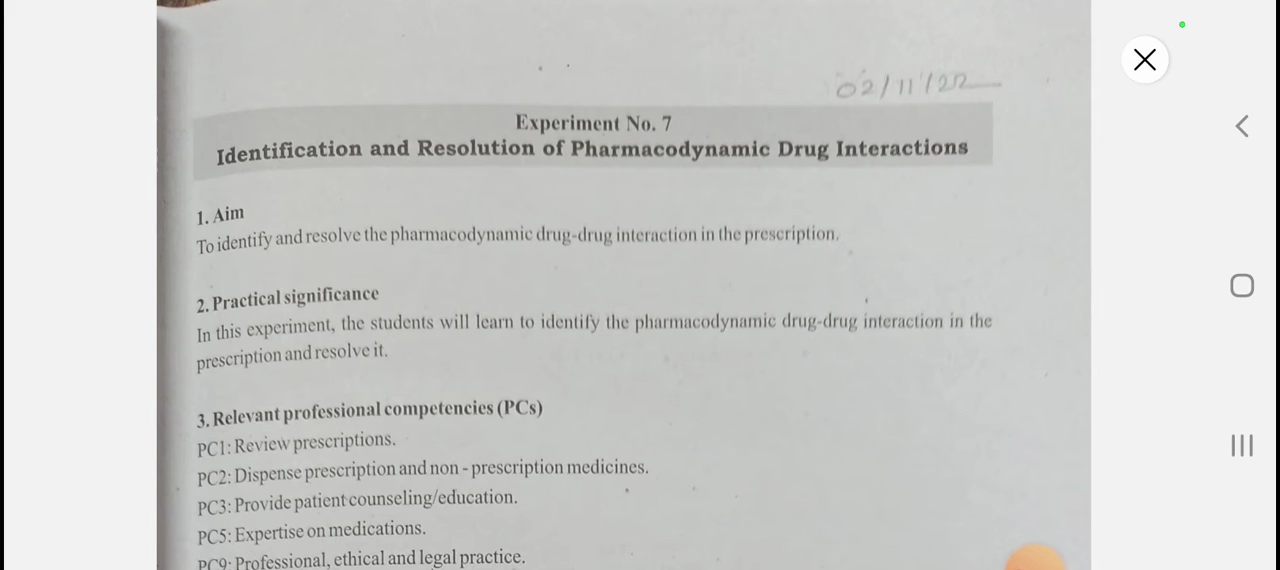 02/11/22
Experiment No. 7
Identification and Resolution of Pharmacodynamic Drug Interactions
1. Aim
To identify and resolve the pharmacodynamic drug-drug interaction in the prescription.
2. Practical significance
In this experiment, the students will learn to identify the pharmacodynamic drug-drug interaction in the
prescription and resolve it.
3. Relevant professional competencies (PCs)
PC1: Review prescriptions.
PC2: Dispense prescription and non - prescription medicines.
PC3: Provide patient counseling/education.
PC5: Expertise on medications.
PC9: Professional, ethical and legal practice.